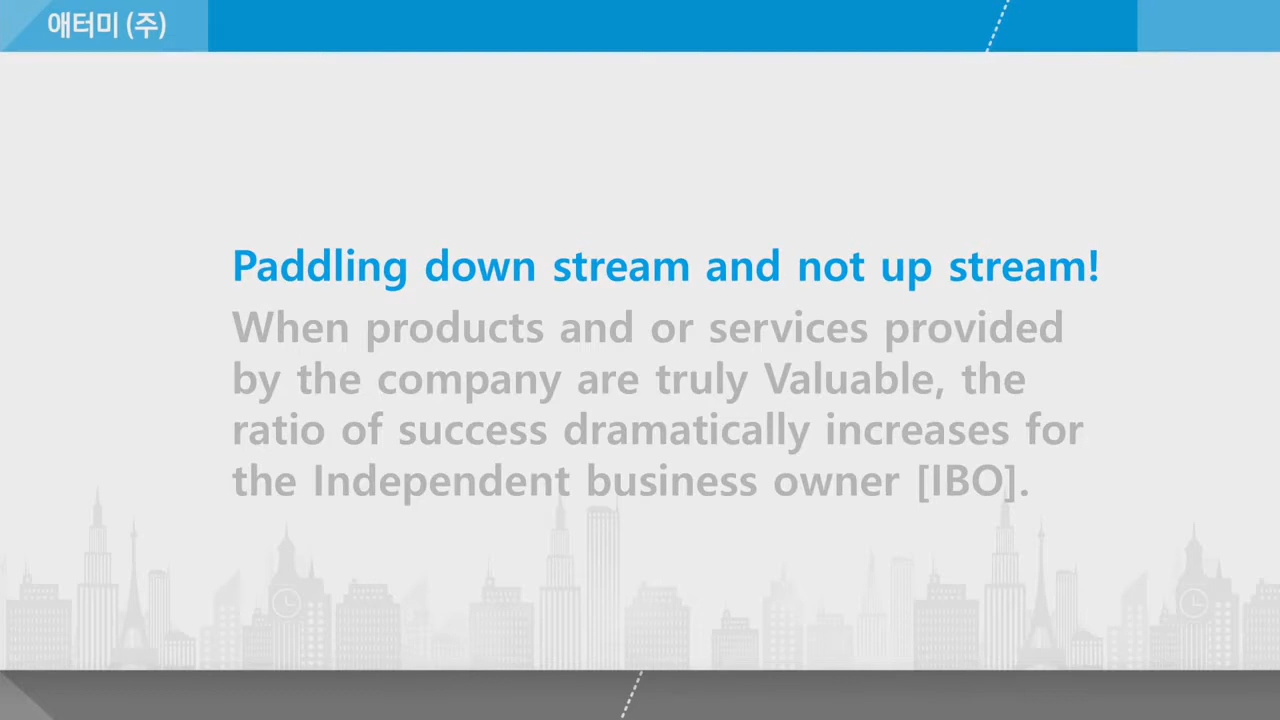 애터미 (주)
Paddling down stream and not up stream!
When products and or services provided
by the company are truly Valuable, the
ratio of success dramatically increases for
the Independent business owner [IBO].